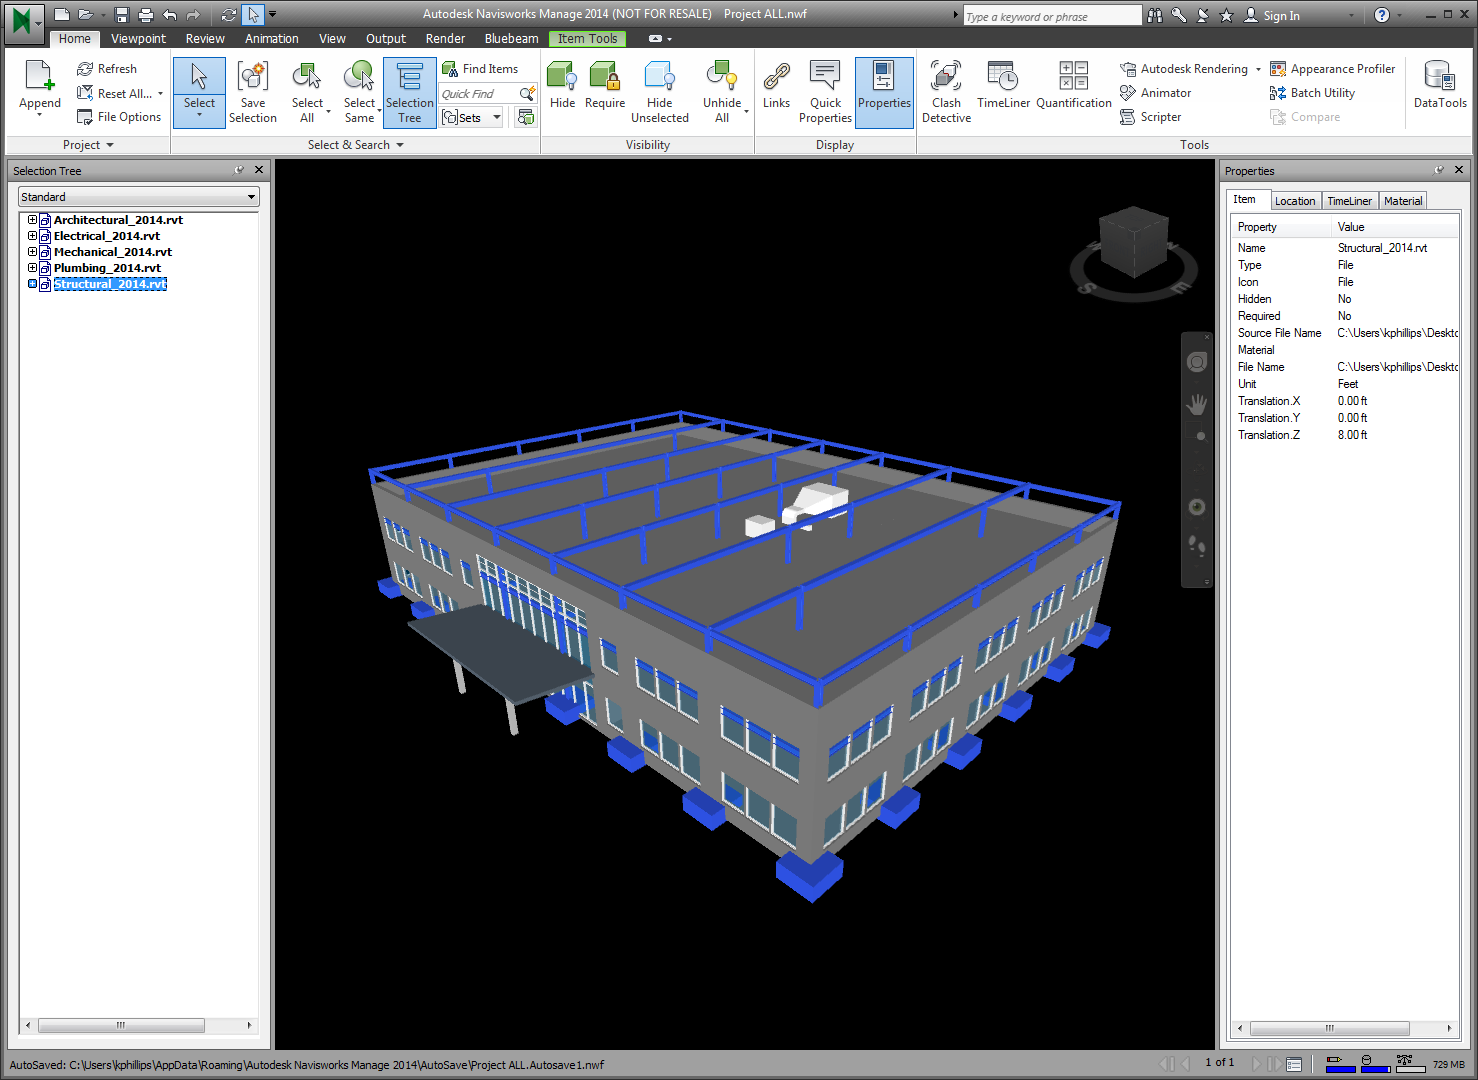 Autodesk Navisworks Manage 2014 (NOT FOR RESALE) Project ALL.nwf
Type a keyword or phrase
Sign In
Home Viewpoint Review Animation View Output Render Bluebeam Item Tools
Append
Refresh
Reset All...
File Options
Project
Select
Save Selection
Select All
Select Same
Selection Tree
Find Items
Quick Find
Sets
Select & Search
Hide
Require
Hide Unselected
Unhide All
Visibility
Links
Quick Properties
Properties
Display
Clash Detective
TimeLiner
Quantification
Autodesk Rendering
Animator
Scripter
Appearance Profiler
Batch Utility
Compare
Tools
DataTools
Selection Tree
Standard
Architectural_2014.rvt
Electrical_2014.rvt
Mechanical_2014.rvt
Plumbing_2014.rvt
Structural_2014.rvt
S
E
Properties
Item Location TimeLiner Material
Property Value
Name Structural_2014.rvt
Type File
Icon File
Hidden No
Required No
Source File Name C:\Users\kphillips\Deskto
Material
File Name C:\Users\kphillips\Deskto
Unit Feet
Translation.X 0.00 ft
Translation.Y 0.00 ft
Translation.Z 8.00 ft
AutoSaved: C:\Users\kphillips\AppData\Roaming\Autodesk Navisworks Manage 2014\AutoSave\Project ALL.Autosave1.nwf
1 of 1
729 MB